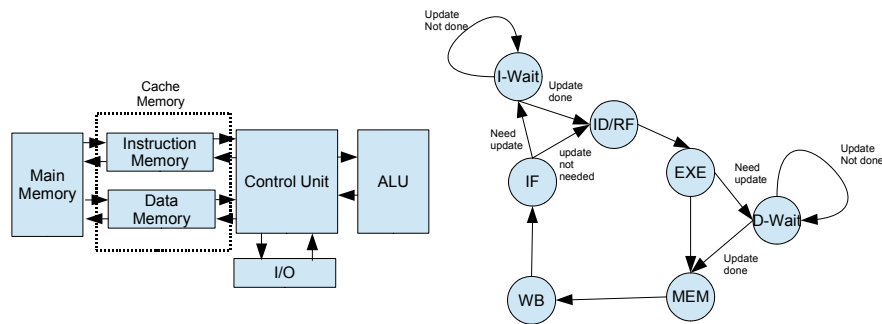 Cache
Memory
Main
Memory
Instruction
Memory
Data
Memory
Control Unit
ALU
I/O
Update
Not done
I-Wait
Update
done
Need
update
update
not
needed
ID/RF
IF
EXE
Need
update
Update
Not done
D-Wait
Update
done
MEM
WB